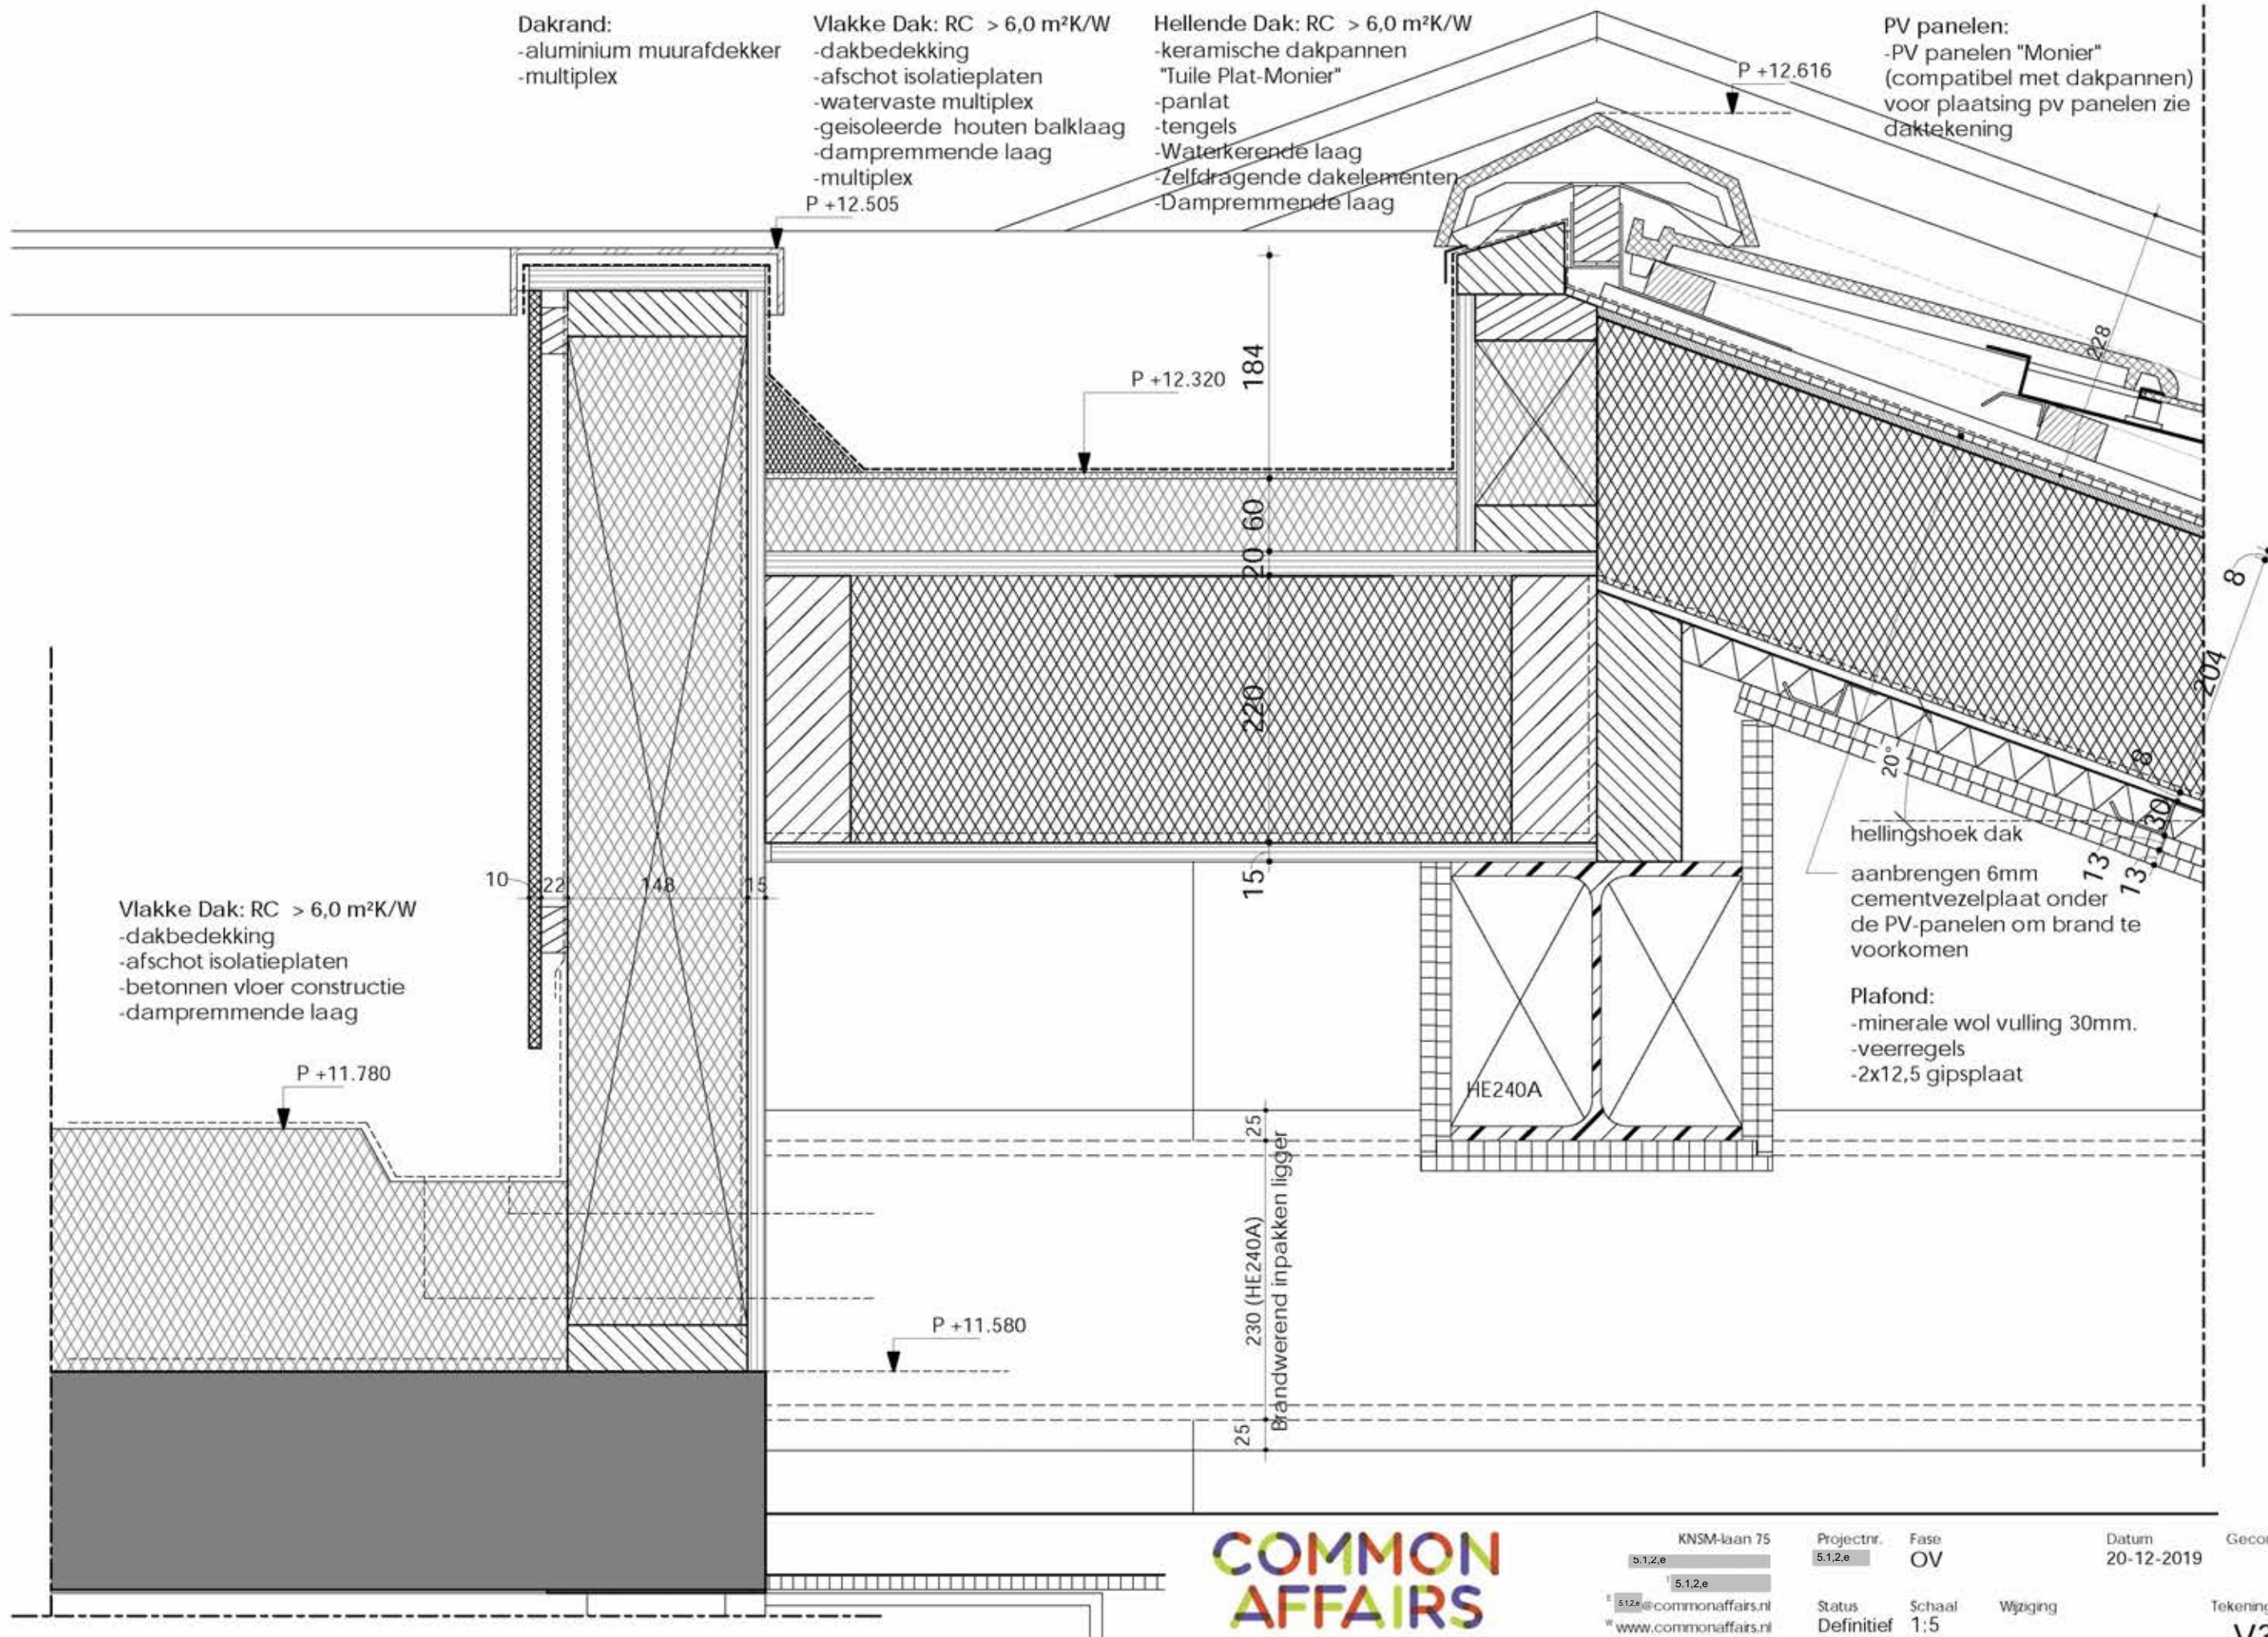 Dakrand:
-aluminium muurafdekker
-multiplex
Vlakke Dak: RC > 6,0 m²K/W
-dakbedekking
-afschot isolatieplaten
-watervaste multiplex
-geisoleerde houten balklaag
-dampremmende laag
-multiplex
P +12.505
Hellende Dak: RC > 6,0 m²K/W
-keramische dakpannen
"Tuile Plat-Monier"
-panlat
-tengels
-Waterkerende laag
-Zelfdragende dakelementen
-Dampremmende laag
P +12.616
PV panelen:
-PV panelen "Monier"
(compatibel met dakpannen)
voor plaatsing pv panelen zie
daktekening
228
184
P +12.320
60
20
220
15
8
204
8
30
13
13
20°
hellingshoek dak
aanbrengen 6mm
cementvezelplaat onder
de PV-panelen om brand te
voorkomen
Plafond:
-minerale wol vulling 30mm.
-veerregels
-2x12,5 gipsplaat
10
22
148
15
Vlakke Dak: RC > 6,0 m²K/W
-dakbedekking
-afschot isolatieplaten
-betonnen vloer constructie
-dampremmende laag
P +11.780
HE240A
25
230 (HE240A)
Brandwerend inpakken ligger
25
P +11.580
COMMON
AFFAIRS
KNSM-laan 75
5.1,2,e
T 5.1,2,e
E 5.1,2,e@commonaffairs.nl
W www.commonaffairs.nl
Projectnr.
5.1,2,e
Fase
OV
Datum
20-12-2019
Status
Definitief
Schaal
1:5
Wijziging
Tekening